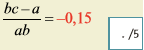 bc – a
ab
= –0,15
. /5